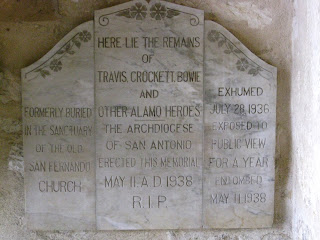 FORMERLY BURIED
IN THE SANCTUARY
OF THE OLD
SAN FERNANDO
CHURCH
HERE LIE THE REMAINS
OF
TRAVIS, CROCKETT, BOWIE
AND
OTHER ALAMO HEROES
THE ARCHDIOCESE
OF SAN ANTONIO
ERECTED THIS MEMORIAL
MAY 11. A.D 1938
R.I.P.
EXHUMED
JULY 28 1936
EXPOSED TO
PUBLIC VIEW
FOR A YEAR
ENTOMBED
MAY 11 1938